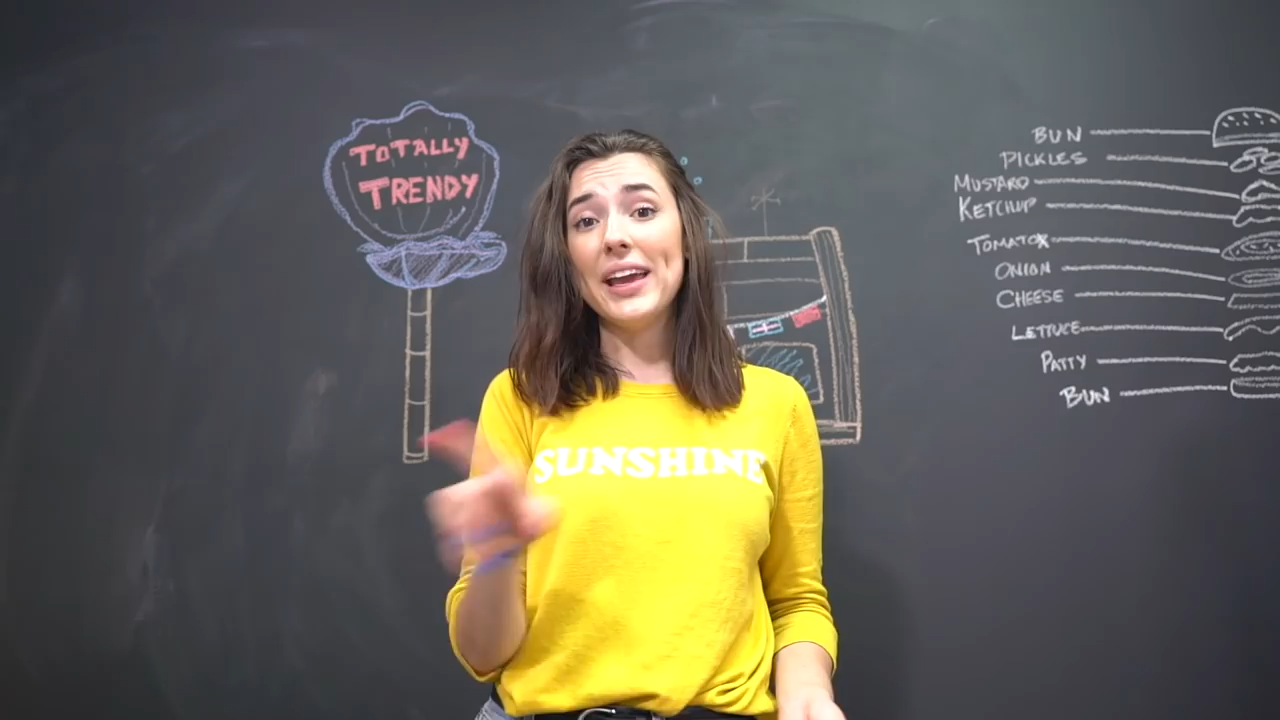 TOTALLY
TRENDY
SUNSHINE
BUN
PICKLES
MUSTARD
KETCHUP
TOMATO
ONION
CHEESE
LETTUCE
PATTY
BUN